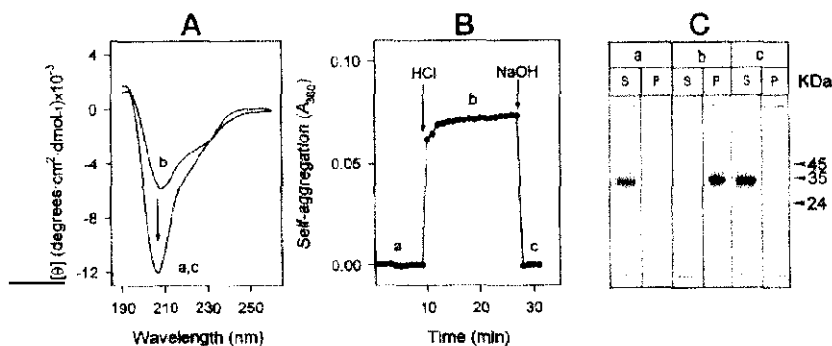 A
[θ] (degrees·cm²·dmol-1)x10-3
4
0
-4
-8
-12
b
a,c
190
210
230
250
Wavelength (nm)
B
Self-aggregation (A360)
0.10
0.05
0.00
HCl
NaOH
a
b
c
0
10
20
30
Time (min)
C
a
b
c
S
P
S
P
S
P
KDa
45
35
24